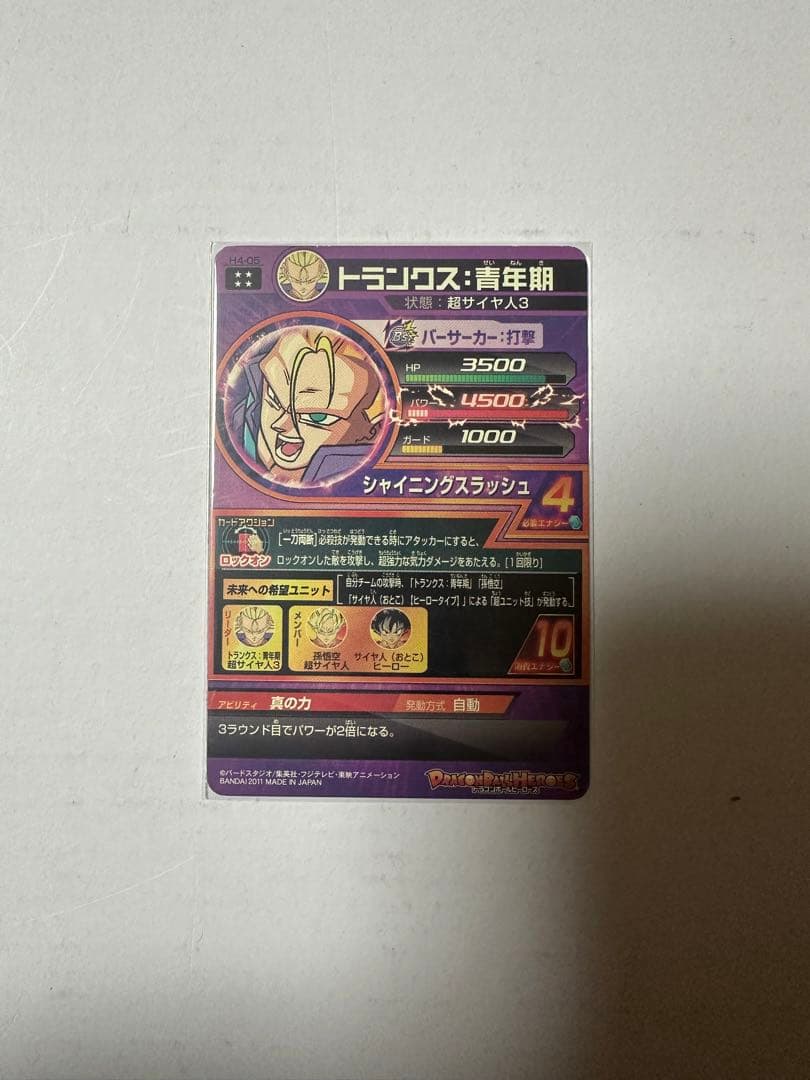 H4-05
トランクス：青年期
せいねんき
状態：超サイヤ人3
Bs
バーサーカー：打撃
HP 3500
パワー 4500
ガード 1000
シャイニングスラッシュ 4
必要エナジー
カードアクション
ロックオン
[一刀両断]必殺技が発動できる時にアタッカーにすると、
ロックオンした敵を攻撃し、超強力な気力ダメージをあたえる。[1回限り]
未来への希望ユニット
自分チームの攻撃時、「トランクス：青年期」「孫悟空」
「サイヤ人（おとこ）【ヒーロータイプ】」による「超ユニット技」が発動する。
リーダー
トランクス：青年期
超サイヤ人3
メンバー
孫悟空
超サイヤ人
サイヤ人（おとこ）
ヒーロー
10
消費エナジー
アビリティ 真の力 発動方式 自動
3ラウンド目でパワーが2倍になる。
©バードスタジオ/集英社・フジテレビ・東映アニメーション
BANDAI 2011 MADE IN JAPAN
DRAGONBALL HEROES
ドラゴンボールヒーローズ